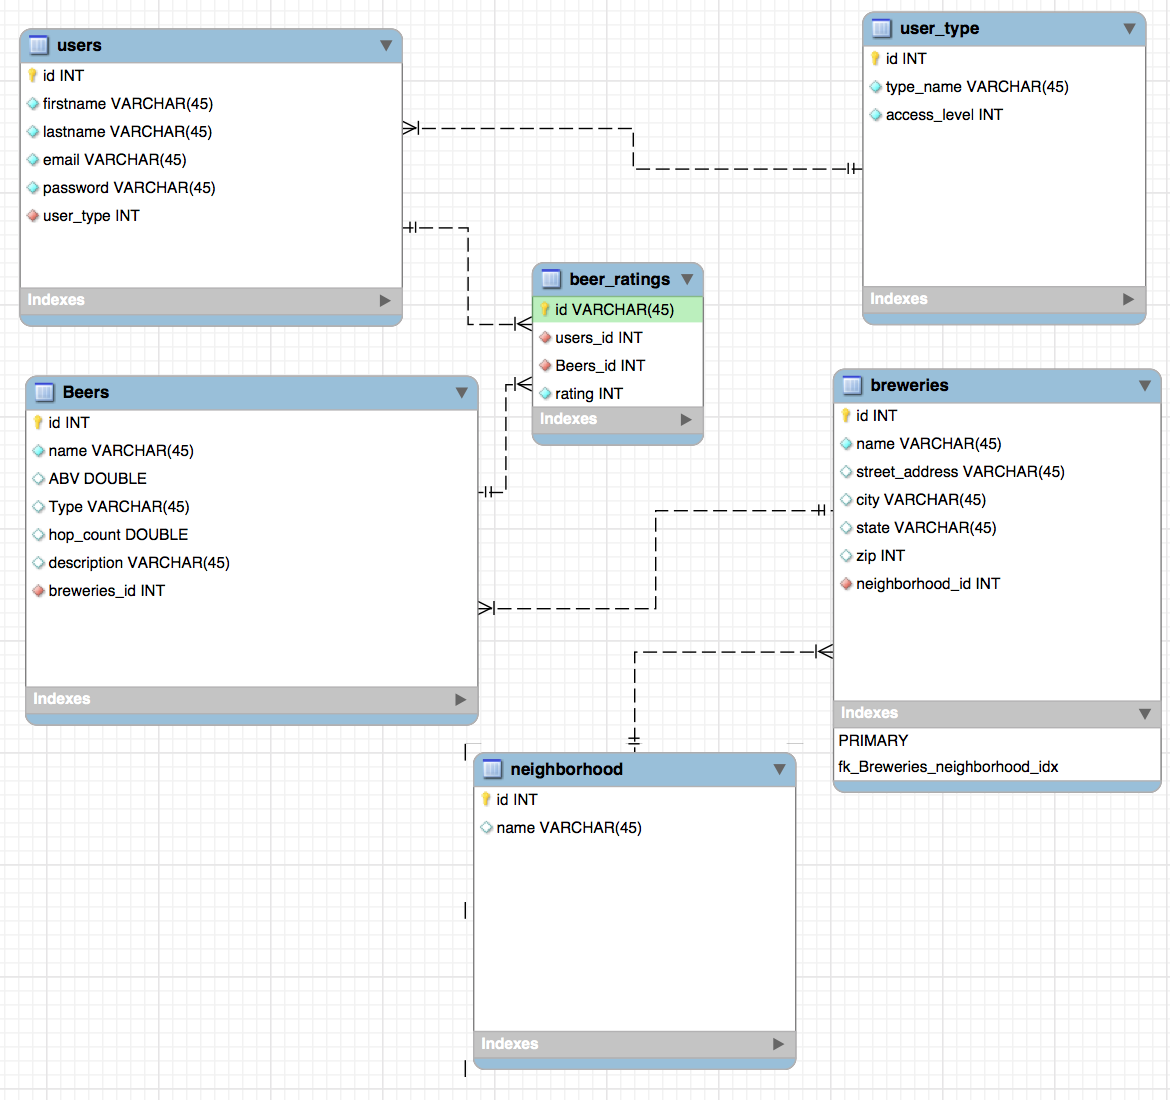 users
id INT
firstname VARCHAR(45)
lastname VARCHAR(45)
email VARCHAR(45)
password VARCHAR(45)
user_type INT
Indexes
user_type
id INT
type_name VARCHAR(45)
access_level INT
Indexes
beer_ratings
id VARCHAR(45)
users_id INT
Beers_id INT
rating INT
Indexes
Beers
id INT
name VARCHAR(45)
ABV DOUBLE
Type VARCHAR(45)
hop_count DOUBLE
description VARCHAR(45)
breweries_id INT
Indexes
breweries
id INT
name VARCHAR(45)
street_address VARCHAR(45)
city VARCHAR(45)
state VARCHAR(45)
zip INT
neighborhood_id INT
Indexes
PRIMARY
fk_Breweries_neighborhood_idx
neighborhood
id INT
name VARCHAR(45)
Indexes